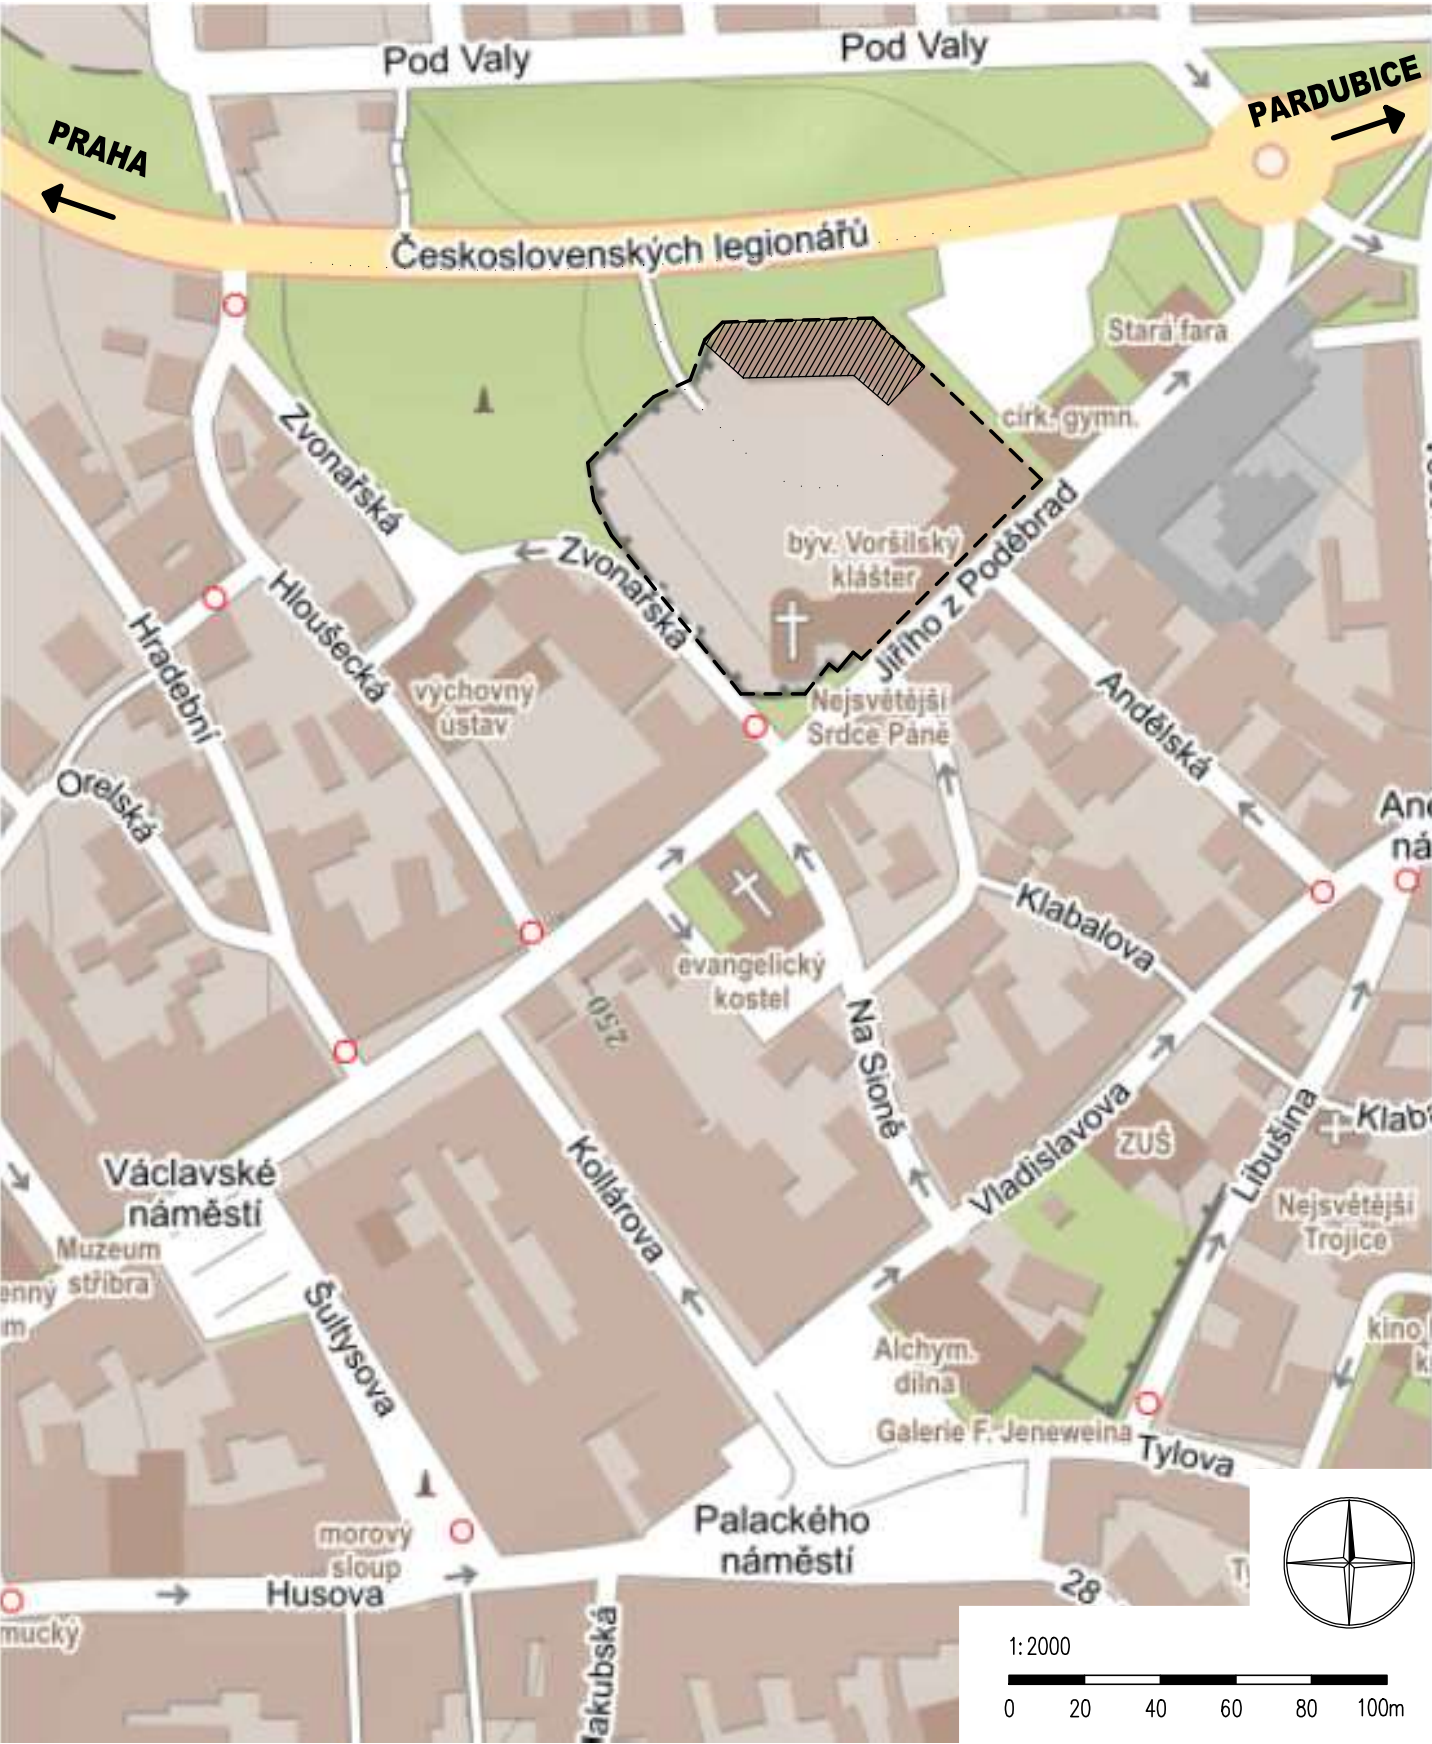 Pod Valy
Pod Valy
PRAHA
PARDUBICE
Československých legionářů
Stará fara
círk. gymn.
Zvonařská
Zvonařská
býv. Voršilský
klášter
Jiřího z Poděbrad
Hloušecká
Hradební
výchovný
ústav
Nejsvětější
Srdce Páně
Andělská
Orelská
Klabalova
evangelický
kostel
250
Na Sioně
Vladislavova
ZUŠ
Libušina
Nejsvětější
Trojice
Václavské
náměstí
Muzeum
stříbra
Kollárova
Šultysova
Alchym.
dílna
kino
Galerie F. Jeneweina
Tylova
Palackého
náměstí
morový
sloup
Husova
28
Jakubská
1:2000
0 20 40 60 80 100m